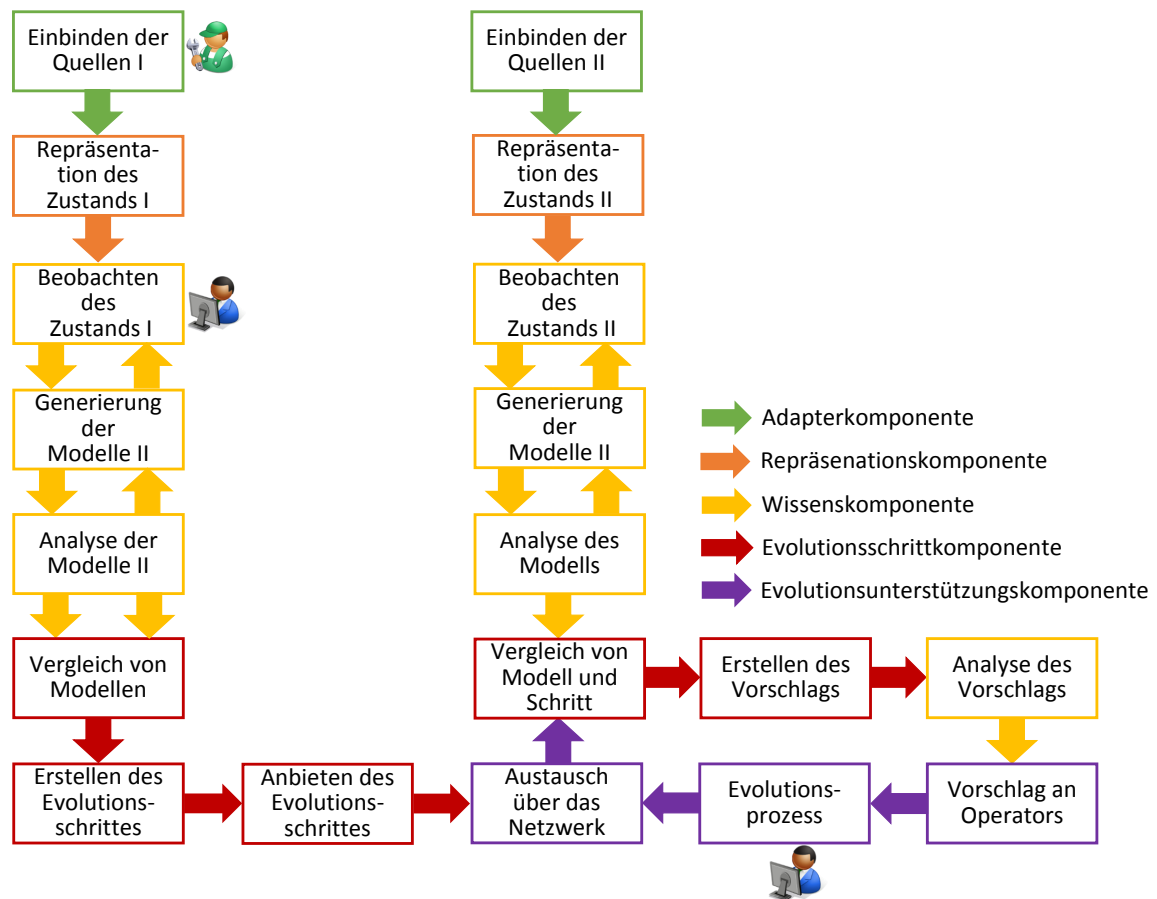 Einbinden der
Quellen I
Repräsenta-
tion des
Zustands I
Beobachten
des
Zustands I
Generierung
der
Modelle II
Analyse der
Modelle II
Vergleich von
Modellen
Erstellen des
Evolutions-
schrittes
Anbieten des
Evolutions-
schrittes
Einbinden der
Quellen II
Repräsenta-
tion des
Zustands II
Beobachten
des
Zustands II
Generierung
der
Modelle II
Analyse des
Modells
Vergleich von
Modell und
Schritt
Austausch
über das
Netzwerk
Erstellen des
Vorschlags
Analyse des
Vorschlags
Evolutions-
prozess
Vorschlag an
Operators
Adapterkomponente
Repräsenationskomponente
Wissenskomponente
Evolutionsschrittkomponente
Evolutionsunterstützungskomponente